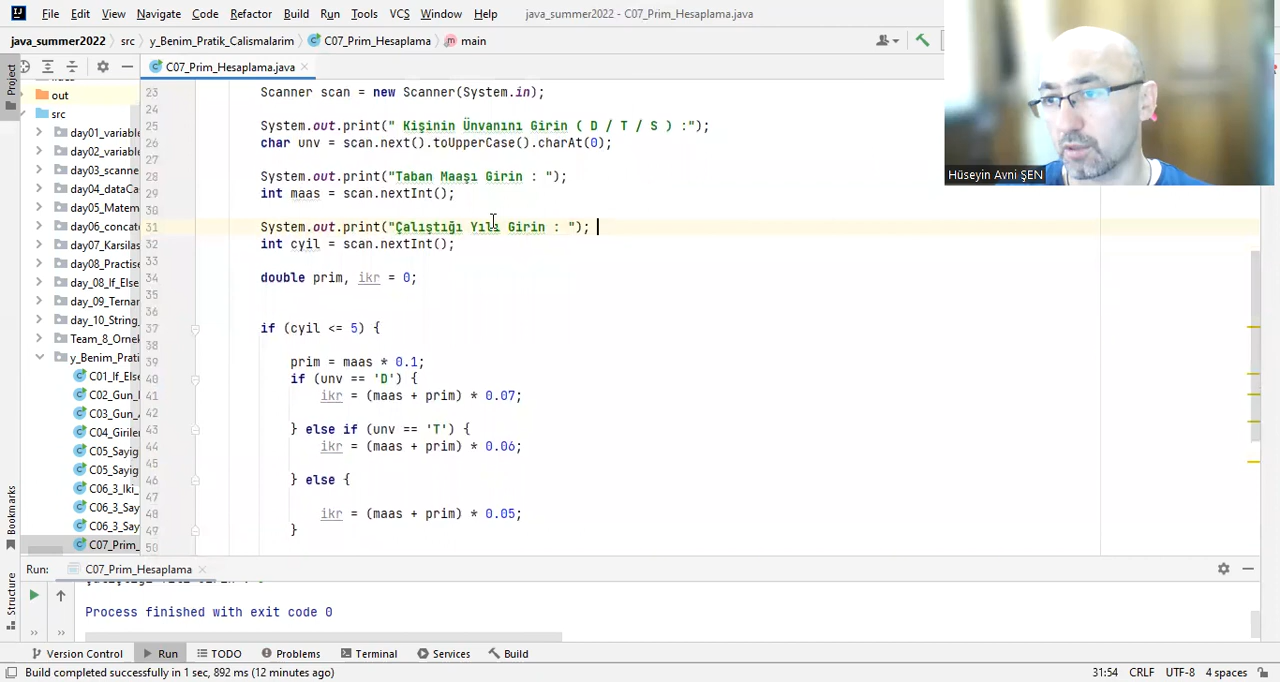 File Edit View Navigate Code Refactor Build Run Tools VCS Window Help java_summer2022 - C07_Prim_Hesaplama.java
java_summer2022 src y_Benim_Pratik_Calismalarim C07_Prim_Hesaplama main
Project
C07_Prim_Hesaplama.java
out
src
day01_variabl
day02_variabl
day03_scanne
day04_dataCa
day05_Matem
day06_concat
day07_Karsilas
day08_Practise
day_08_If_Else
day_09_Ternar
day_10_String_
Team_8_Ornek
y_Benim_Prati
C01_If_Else
C02_Gun_
C03_Gun_
C04_Girile
C05_Sayig
C05_Sayig
C06_3_Iki_
C06_3_Say
C06_3_Say
C07_Prim_
23 Scanner scan = new Scanner(System.in);
24
25 System.out.print(" Kişinin Ünvanını Girin ( D / T / S ) :");
26 char unv = scan.next().toUpperCase().charAt(0);
27
28 System.out.print("Taban Maaşı Girin : ");
29 int maas = scan.nextInt();
30
31 System.out.print("Çalıştığı Yılı Girin : ");
32 int cyil = scan.nextInt();
33
34 double prim, ikr = 0;
35
36
37 if (cyil <= 5) {
38
39 prim = maas * 0.1;
40 if (unv == 'D') {
41 ikr = (maas + prim) * 0.07;
42
43 } else if (unv == 'T') {
44 ikr = (maas + prim) * 0.06;
45
46 } else {
47
48 ikr = (maas + prim) * 0.05;
49 }
50
Hüseyin Avni ŞEN
Bookmarks
Structure
Run: C07_Prim_Hesaplama
Process finished with exit code 0
Version Control Run TODO Problems Terminal Services Build
Build completed successfully in 1 sec, 892 ms (12 minutes ago) 31:54 CRLF UTF-8 4 spaces